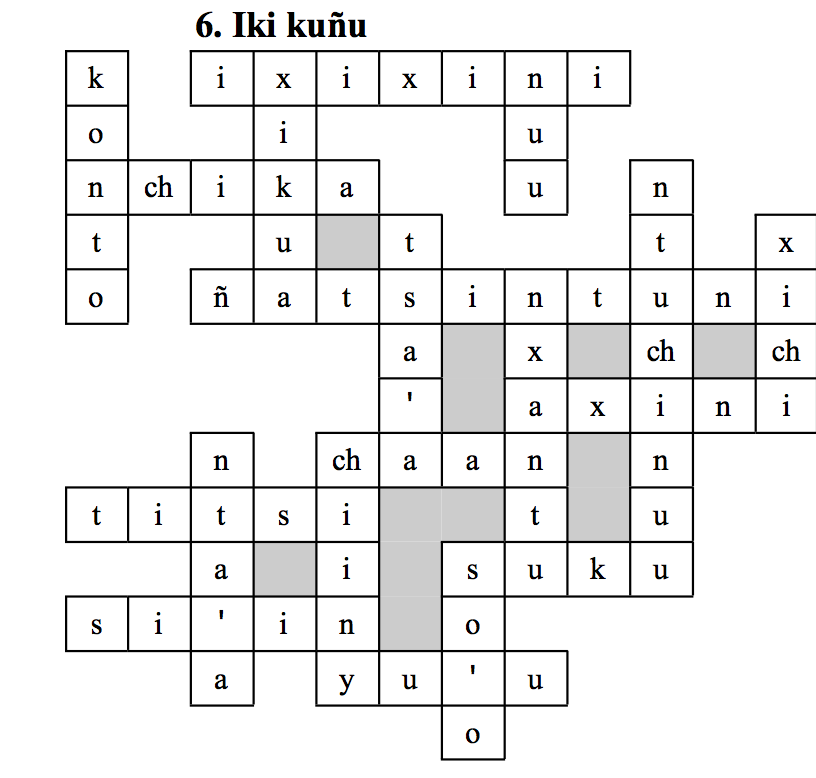 6. Iki kuñu
k i x i x i n i
o i u
n ch i k a u n
t u t t x
o ñ a t s i n t u n i
a x ch ch
' a x i n i
n ch a a n n
t i t s i t u
a i s u k u
s i ' i n o
a y u ' u
o